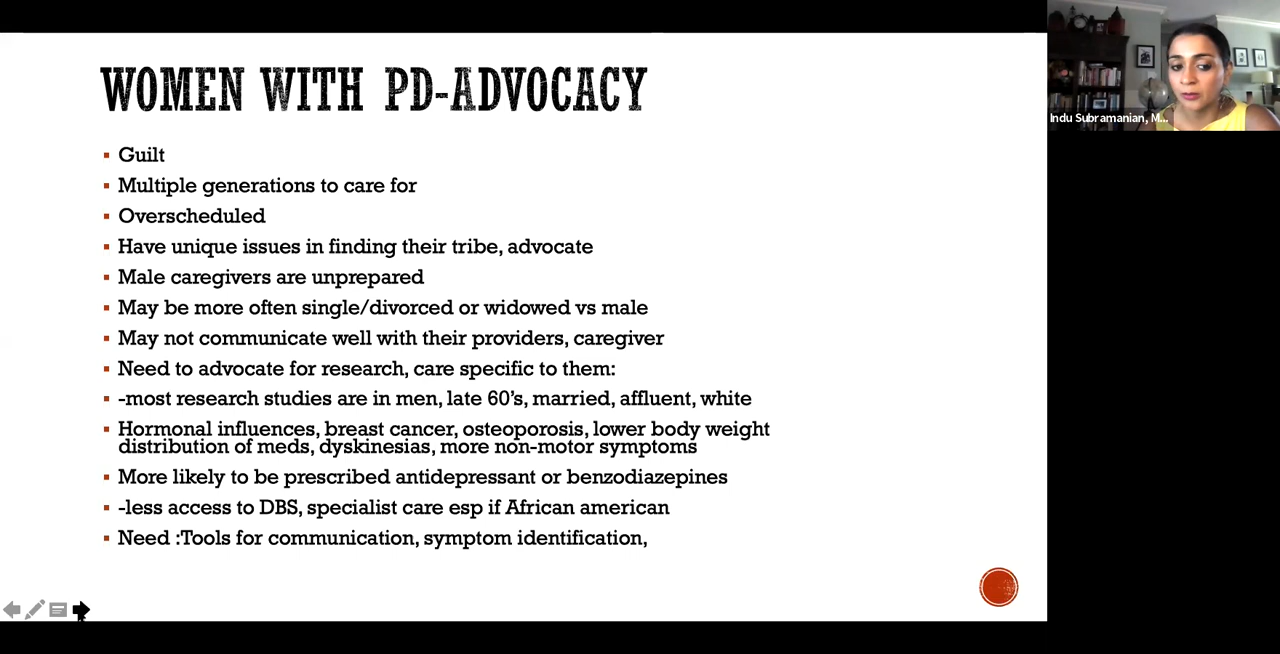 WOMEN WITH PD-ADVOCACY
Guilt
Multiple generations to care for
Overscheduled
Have unique issues in finding their tribe, advocate
Male caregivers are unprepared
May be more often single/divorced or widowed vs male
May not communicate well with their providers, caregiver
Need to advocate for research, care specific to them:
-most research studies are in men, late 60’s, married, affluent, white
Hormonal influences, breast cancer, osteoporosis, lower body weight
distribution of meds, dyskinesias, more non-motor symptoms
More likely to be prescribed antidepressant or benzodiazepines
-less access to DBS, specialist care esp if African american
Need :Tools for communication, symptom identification,
Indu Subramanian, M...